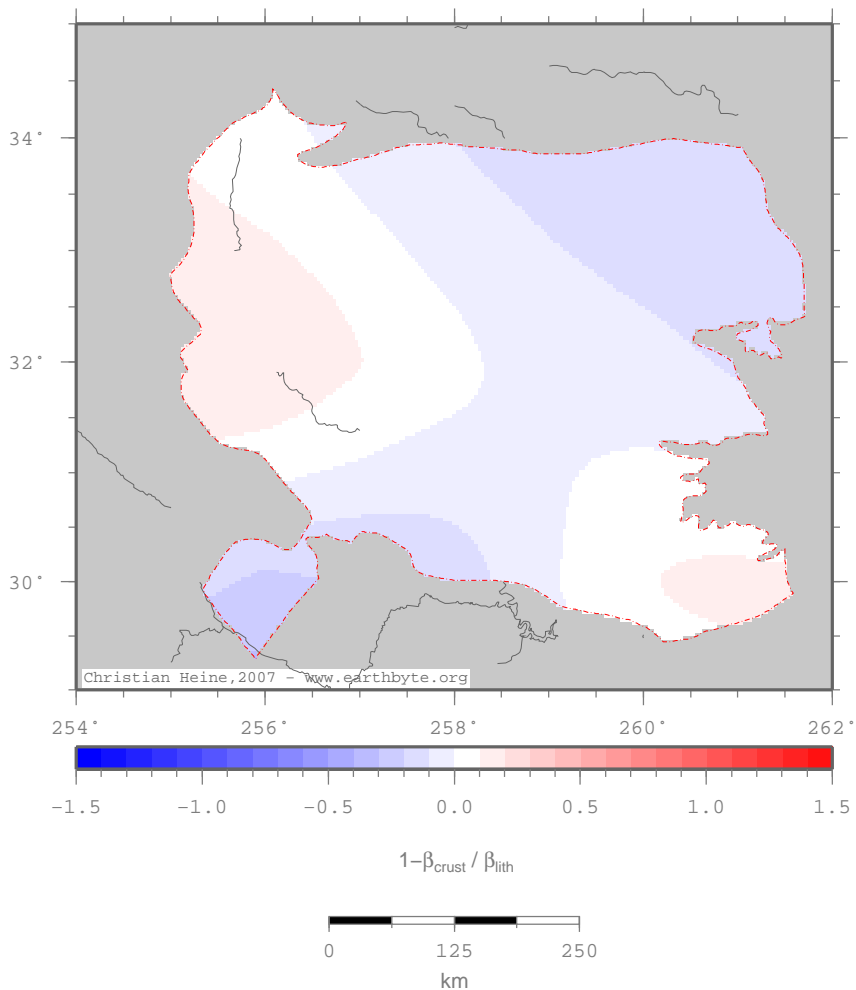 34°
32°
30°
Christian Heine,2007 - www.earthbyte.org
254° 256° 258° 260° 262°
-1.5 -1.0 -0.5 0.0 0.5 1.0 1.5
1−βcrust / βlith
0 125 250
km